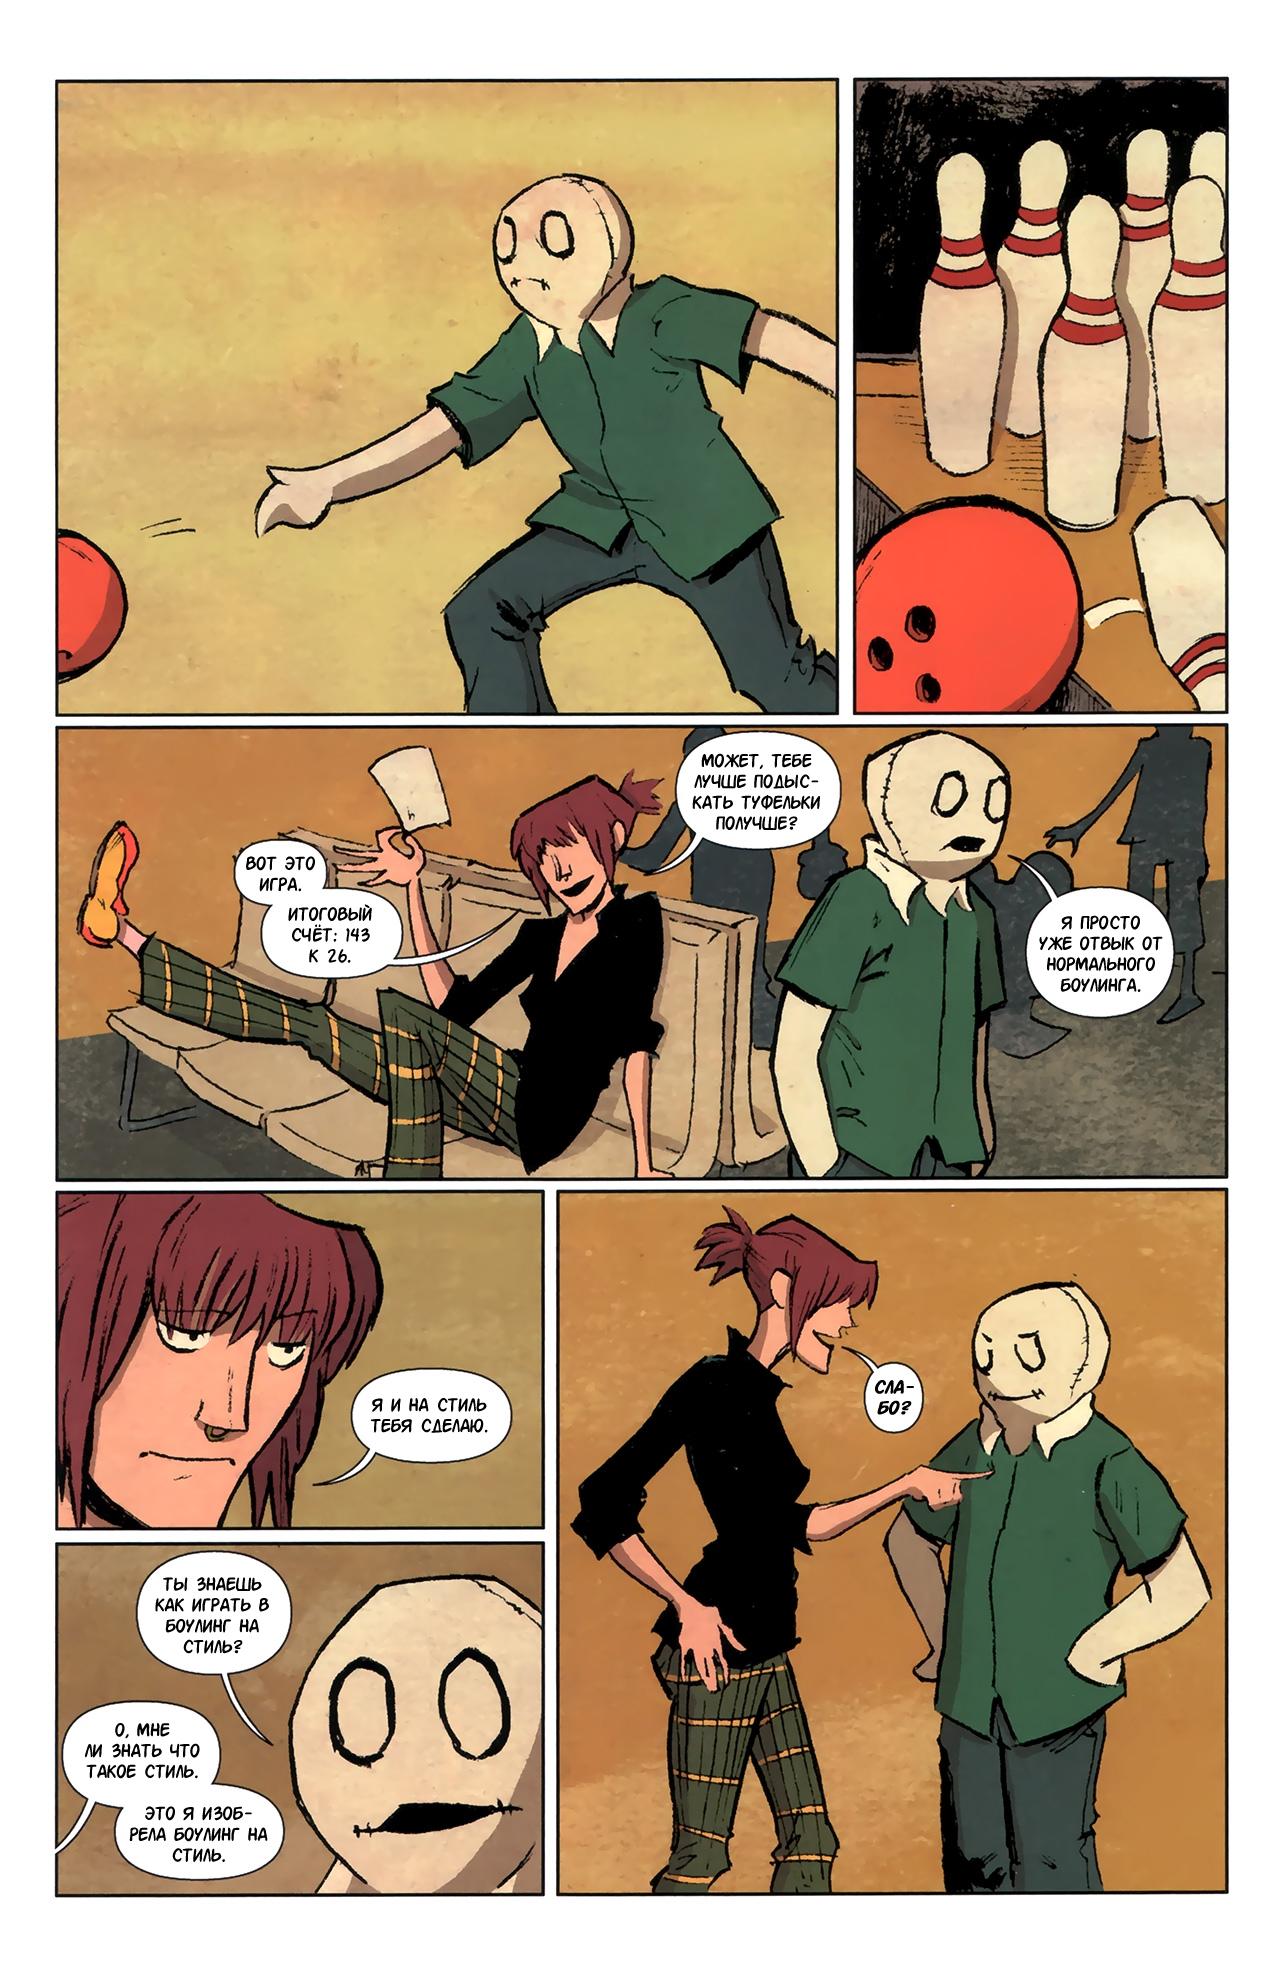 ВОТ ЭТО
ИГРА.
ИТОГОВЫЙ
СЧЁТ: 143
К 26.
МОЖЕТ, ТЕБЕ
ЛУЧШЕ ПОДЫС-
КАТЬ ТУФЕЛЬКИ
ПОЛУЧШЕ?
Я ПРОСТО
УЖЕ ОТВЫК ОТ
НОРМАЛЬНОГО
БОУЛИНГА.
Я И НА СТИЛЬ
ТЕБЯ СДЕЛАЮ.
ТЫ ЗНАЕШЬ
КАК ИГРАТЬ В
БОУЛИНГ НА
СТИЛЬ?
О, МНЕ
ЛИ ЗНАТЬ ЧТО
ТАКОЕ СТИЛЬ.
ЭТО Я ИЗОБ-
РЕЛА БОУЛИНГ НА
СТИЛЬ.
СЛА-
БО?